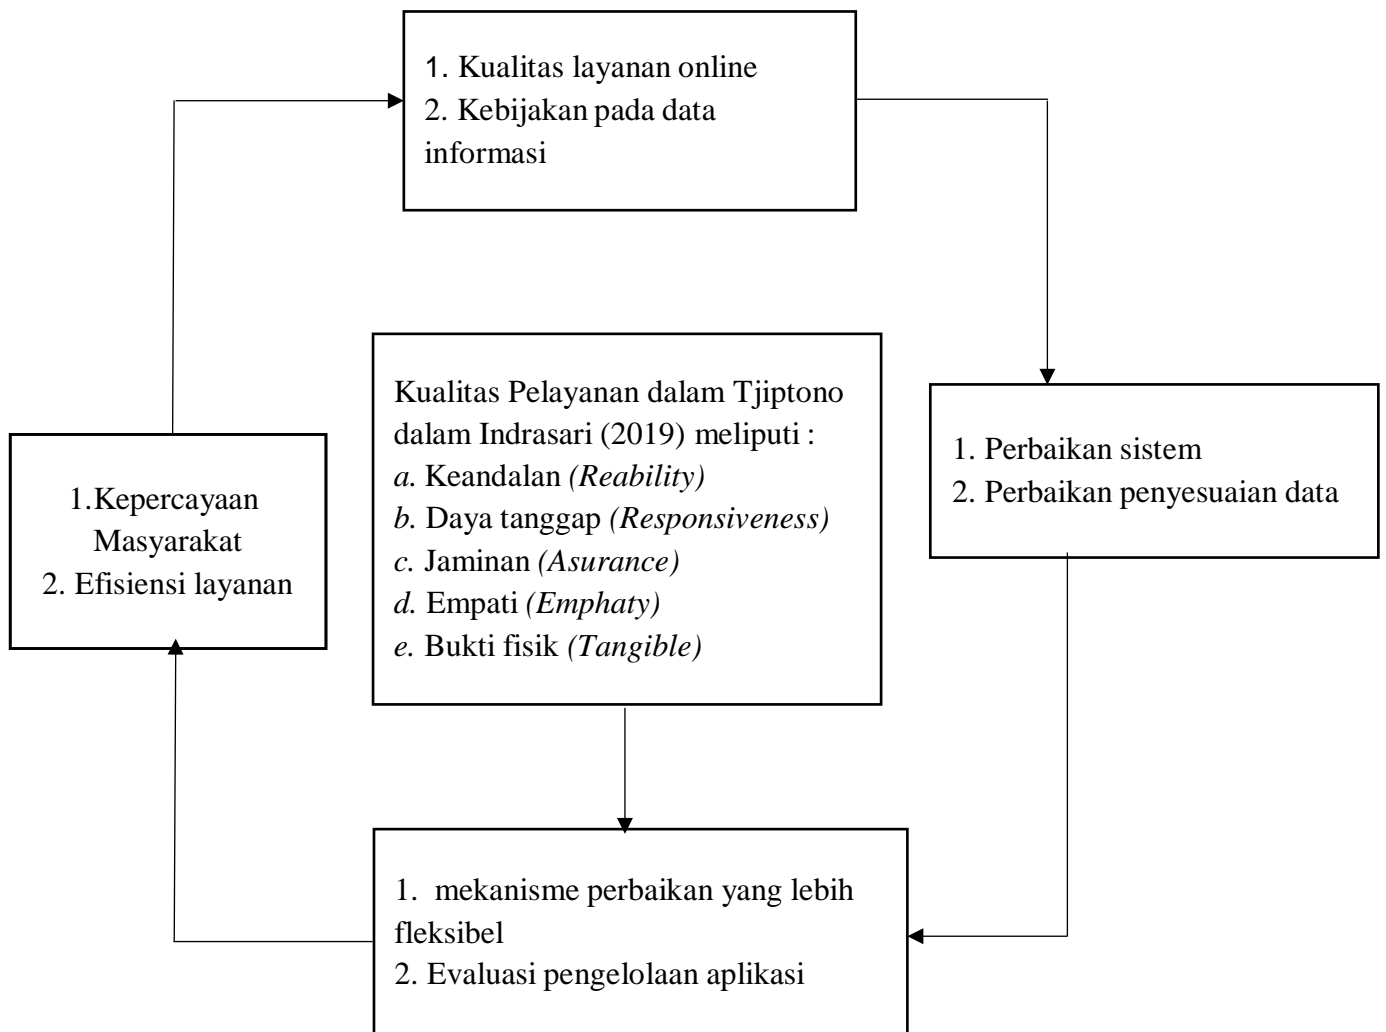 1. Kualitas layanan online
2. Kebijakan pada data
informasi
Kualitas Pelayanan dalam Tjiptono
dalam Indrasari (2019) meliputi :
a. Keandalan (Reability)
b. Daya tanggap (Responsiveness)
c. Jaminan (Asurance)
d. Empati (Emphaty)
e. Bukti fisik (Tangible)
1. Perbaikan sistem
2. Perbaikan penyesuaian data
1.Kepercayaan
Masyarakat
2. Efisiensi layanan
1. mekanisme perbaikan yang lebih
fleksibel
2. Evaluasi pengelolaan aplikasi